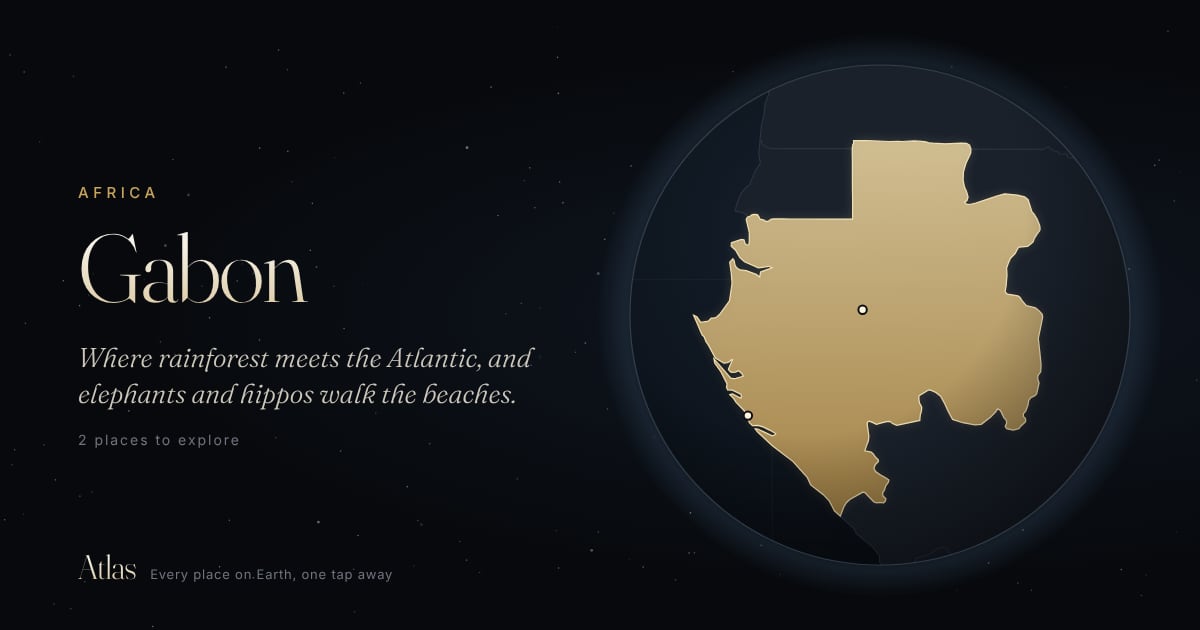 AFRICA
Gabon
Where rainforest meets the Atlantic, and
elephants and hippos walk the beaches.
2 places to explore
Atlas Every place on Earth, one tap away